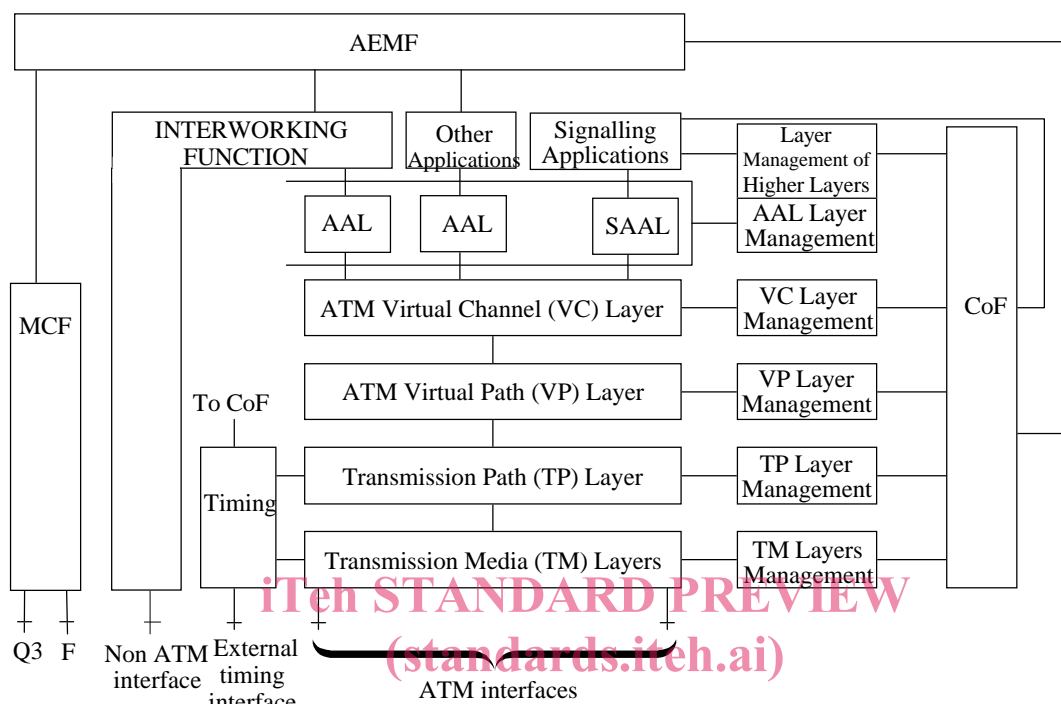 AEMF
INTERWORKING
FUNCTION
Other
Applications
Signalling
Applications
Layer
Management of
Higher Layers
AAL
AAL
SAAL
AAL Layer
Management
MCF
ATM Virtual Channel (VC) Layer
VC Layer
Management
CoF
ATM Virtual Path (VP) Layer
VP Layer
Management
To CoF
Timing
Transmission Path (TP) Layer
TP Layer
Management
Transmission Media (TM) Layers
TM Layers
Management
iTeh STANDARD PREVIEW
(standards.iteh.ai)
Q3
F
Non ATM
interface
External
timing
interface
ATM interfaces